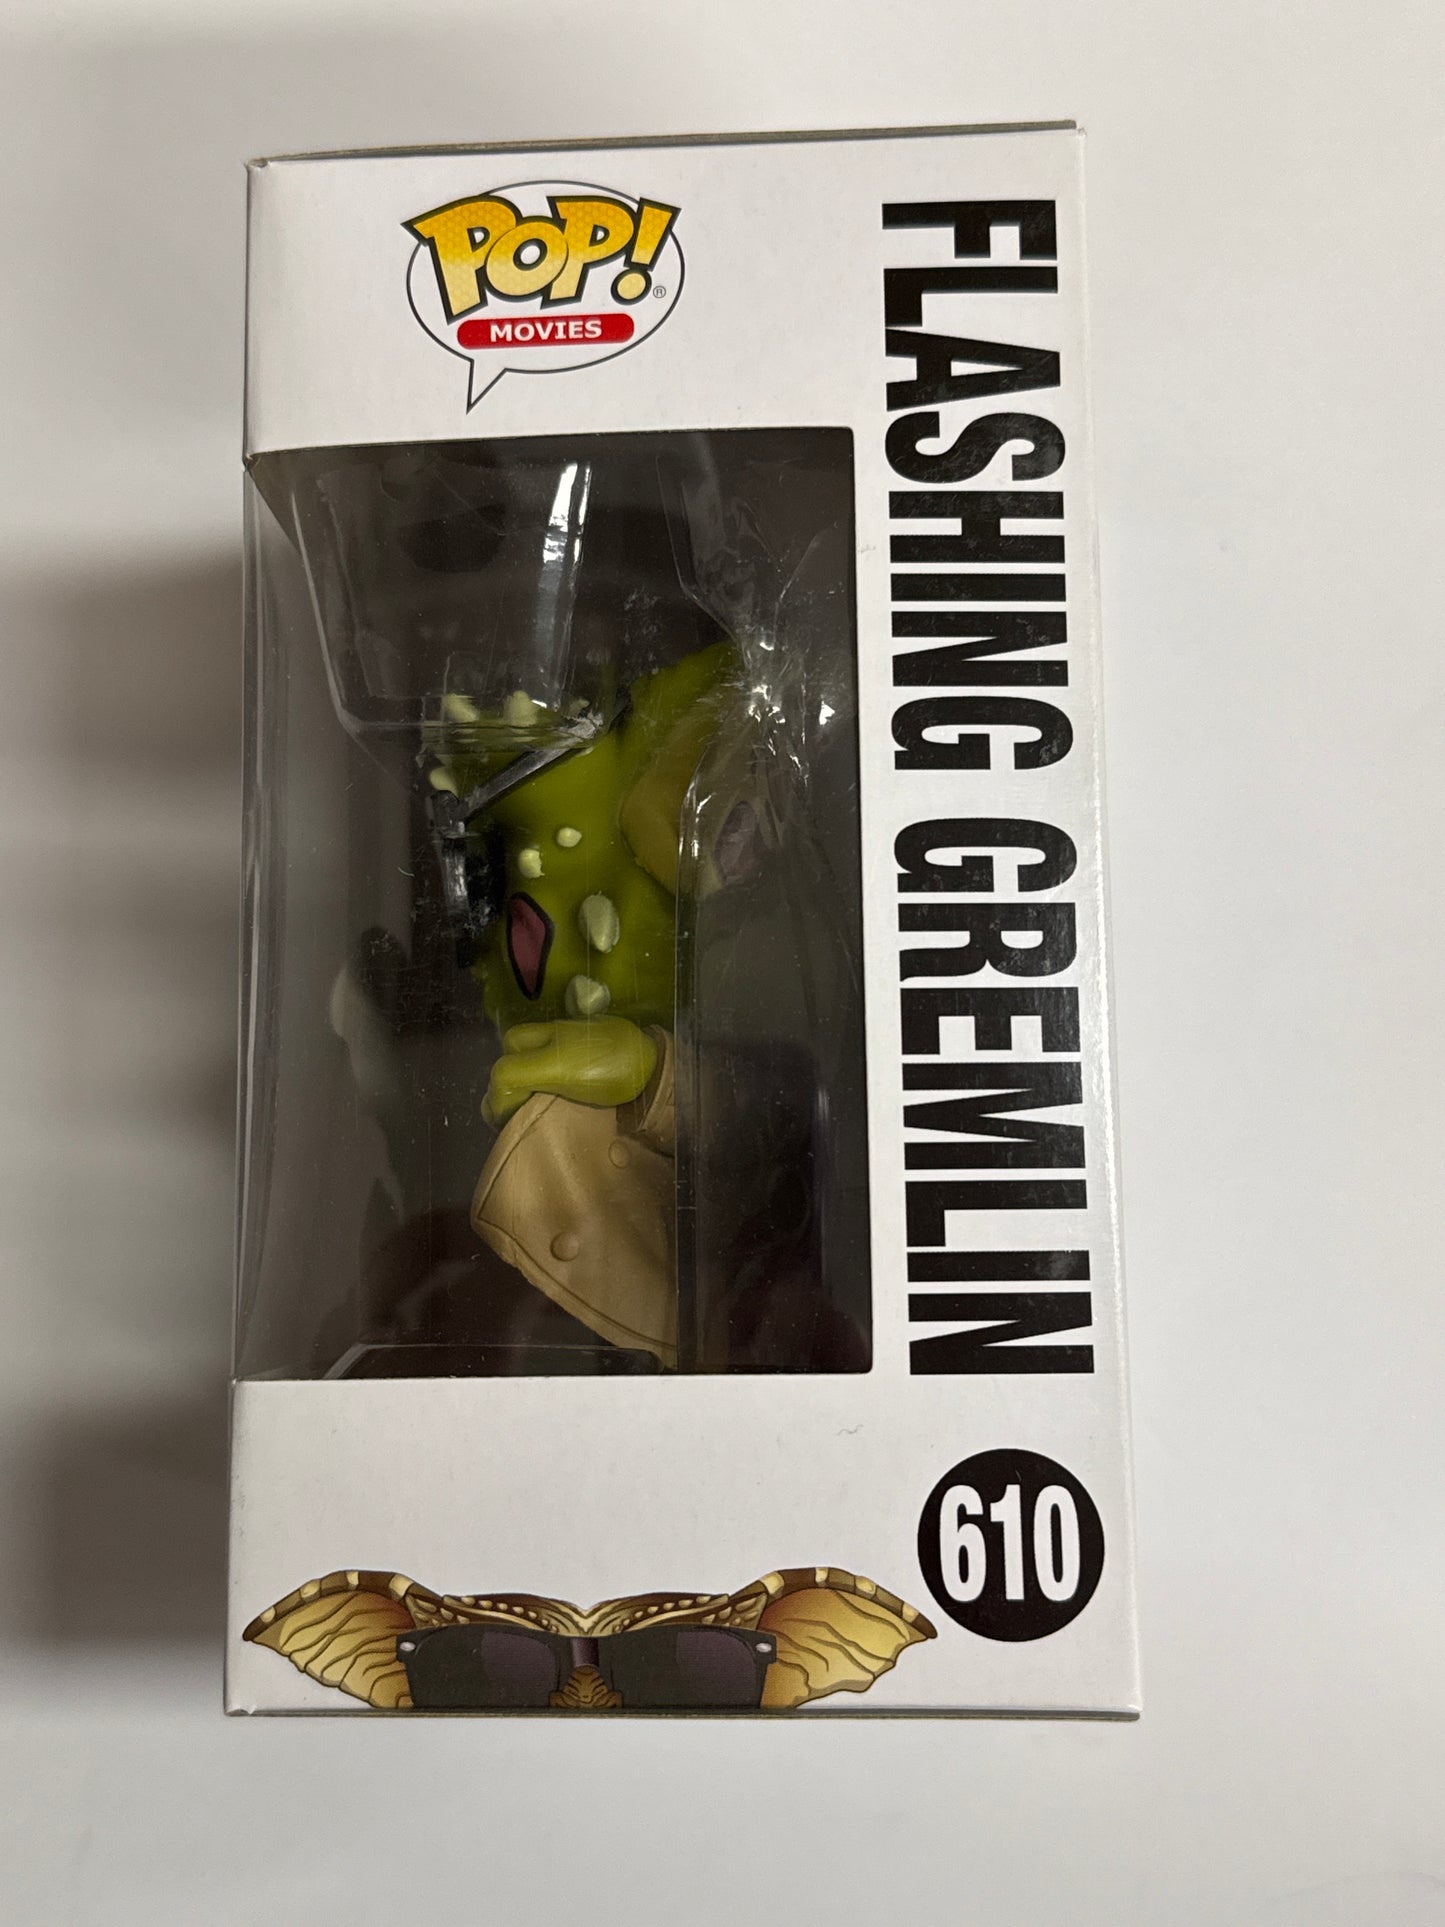 POP! ®
MOVIES
FLASHING GREMLIN
610